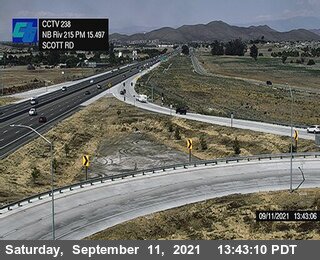 CCTV 238
NB Riv 215 PM 15.497
SCOTT RD
09/11/2021 13:43:06
Saturday, September 11, 2021 13:43:10 PDT